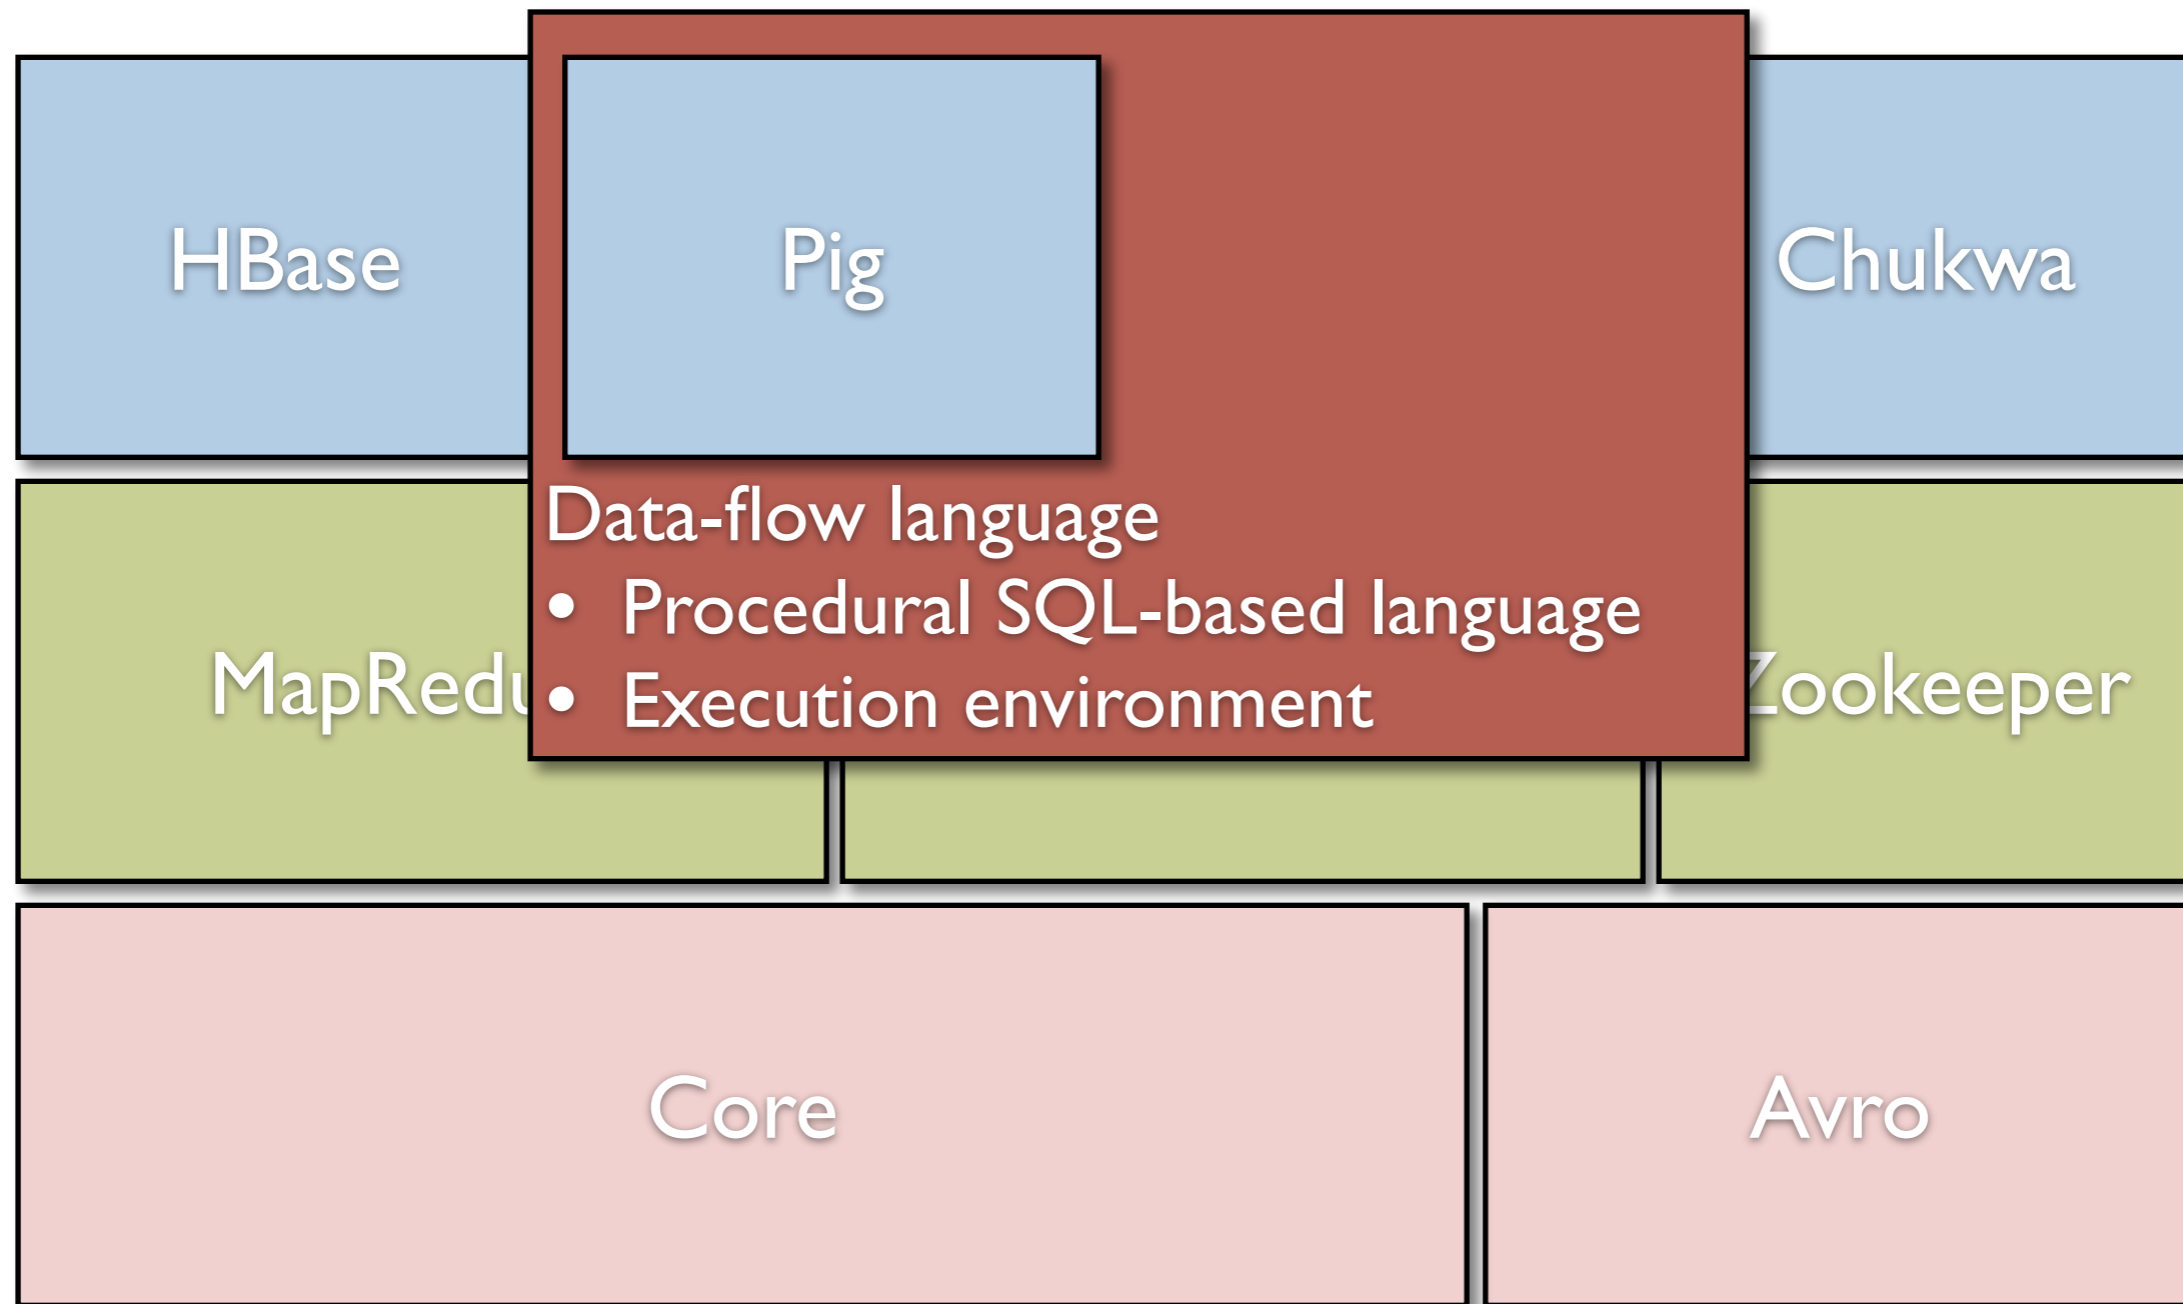 HBase
Pig
Chukwa
Data-flow language
• Procedural SQL-based language
• Execution environment
MapRedu
Zookeeper
Core
Avro